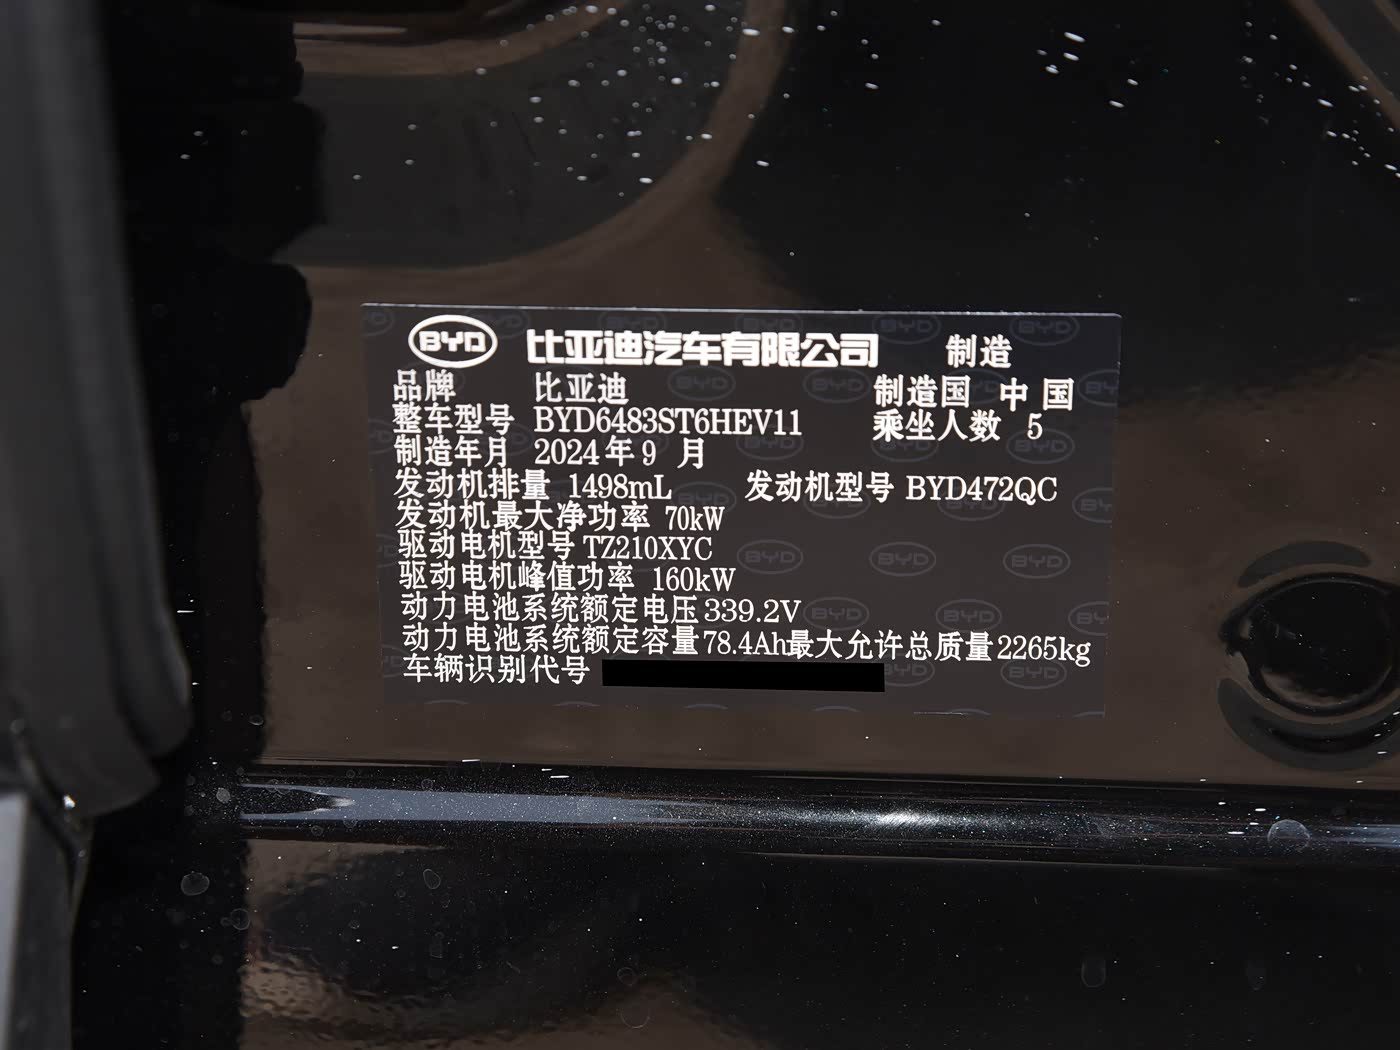 BYD 比亚迪汽车有限公司 制造
品牌 比亚迪 制造国 中国
整车型号 BYD6483ST6HEV11 乘坐人数 5
制造年月 2024年9月
发动机排量 1498mL 发动机型号 BYD472QC
发动机最大净功率 70kW
驱动电机型号 TZ210XYC
驱动电机峰值功率 160kW
动力电池系统额定电压 339.2V
动力电池系统额定容量 78.4Ah 最大允许总质量 2265kg
车辆识别代号